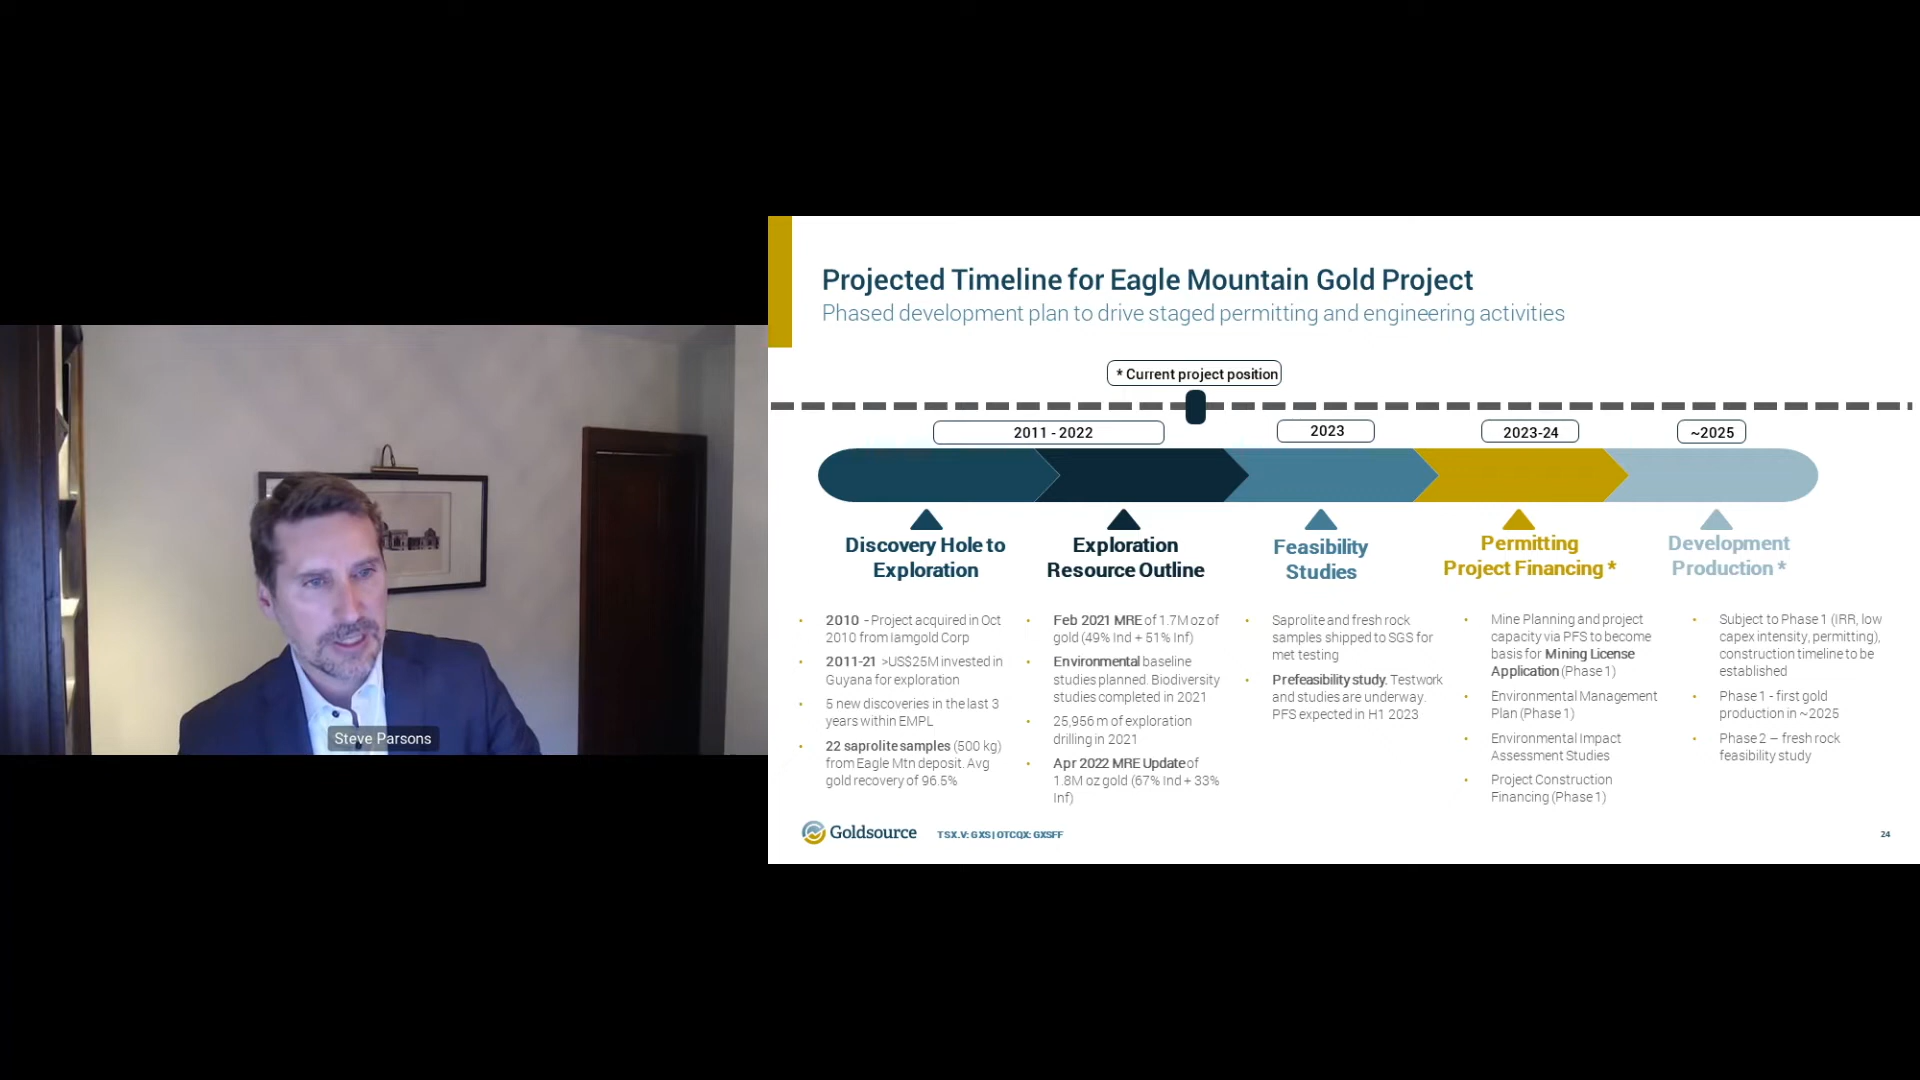 Projected Timeline for Eagle Mountain Gold Project
Phased development plan to drive staged permitting and engineering activities
* Current project position
2011 - 2022
2023
2023-24
~2025
Discovery Hole to
Exploration
2010 - Project acquired in Oct
2010 from Iamgold Corp
2011-21 >US$25M invested in
Guyana for exploration
5 new discoveries in the last 3
years within EMPL
22 saprolite samples (500 kg)
from Eagle Mtn deposit. Avg
gold recovery of 96.5%
Exploration
Resource Outline
Feb 2021 MRE of 1.7M oz of
gold (49% Ind + 51% Inf)
Environmental baseline
studies planned. Biodiversity
studies completed in 2021
25,956 m of exploration
drilling in 2021
Apr 2022 MRE Update of
1.8M oz gold (67% Ind + 33%
Inf)
Feasibility
Studies
Saprolite and fresh rock
samples shipped to SGS for
met testing
Prefeasibility study. Testwork
and studies are underway.
PFS expected in H1 2023
Permitting
Project Financing *
Mine Planning and project
capacity via PFS to become
basis for Mining License
Application (Phase 1)
Environmental Management
Plan (Phase 1)
Environmental Impact
Assessment Studies
Project Construction
Financing (Phase 1)
Development
Production *
Subject to Phase 1 (IRR, low
capex intensity, permitting),
construction timeline to be
established
Phase 1 - first gold
production in ~2025
Phase 2 – fresh rock
feasibility study
Steve Parsons
Goldsource
TSX.V: GXS | OTCQX: GXSFF
24